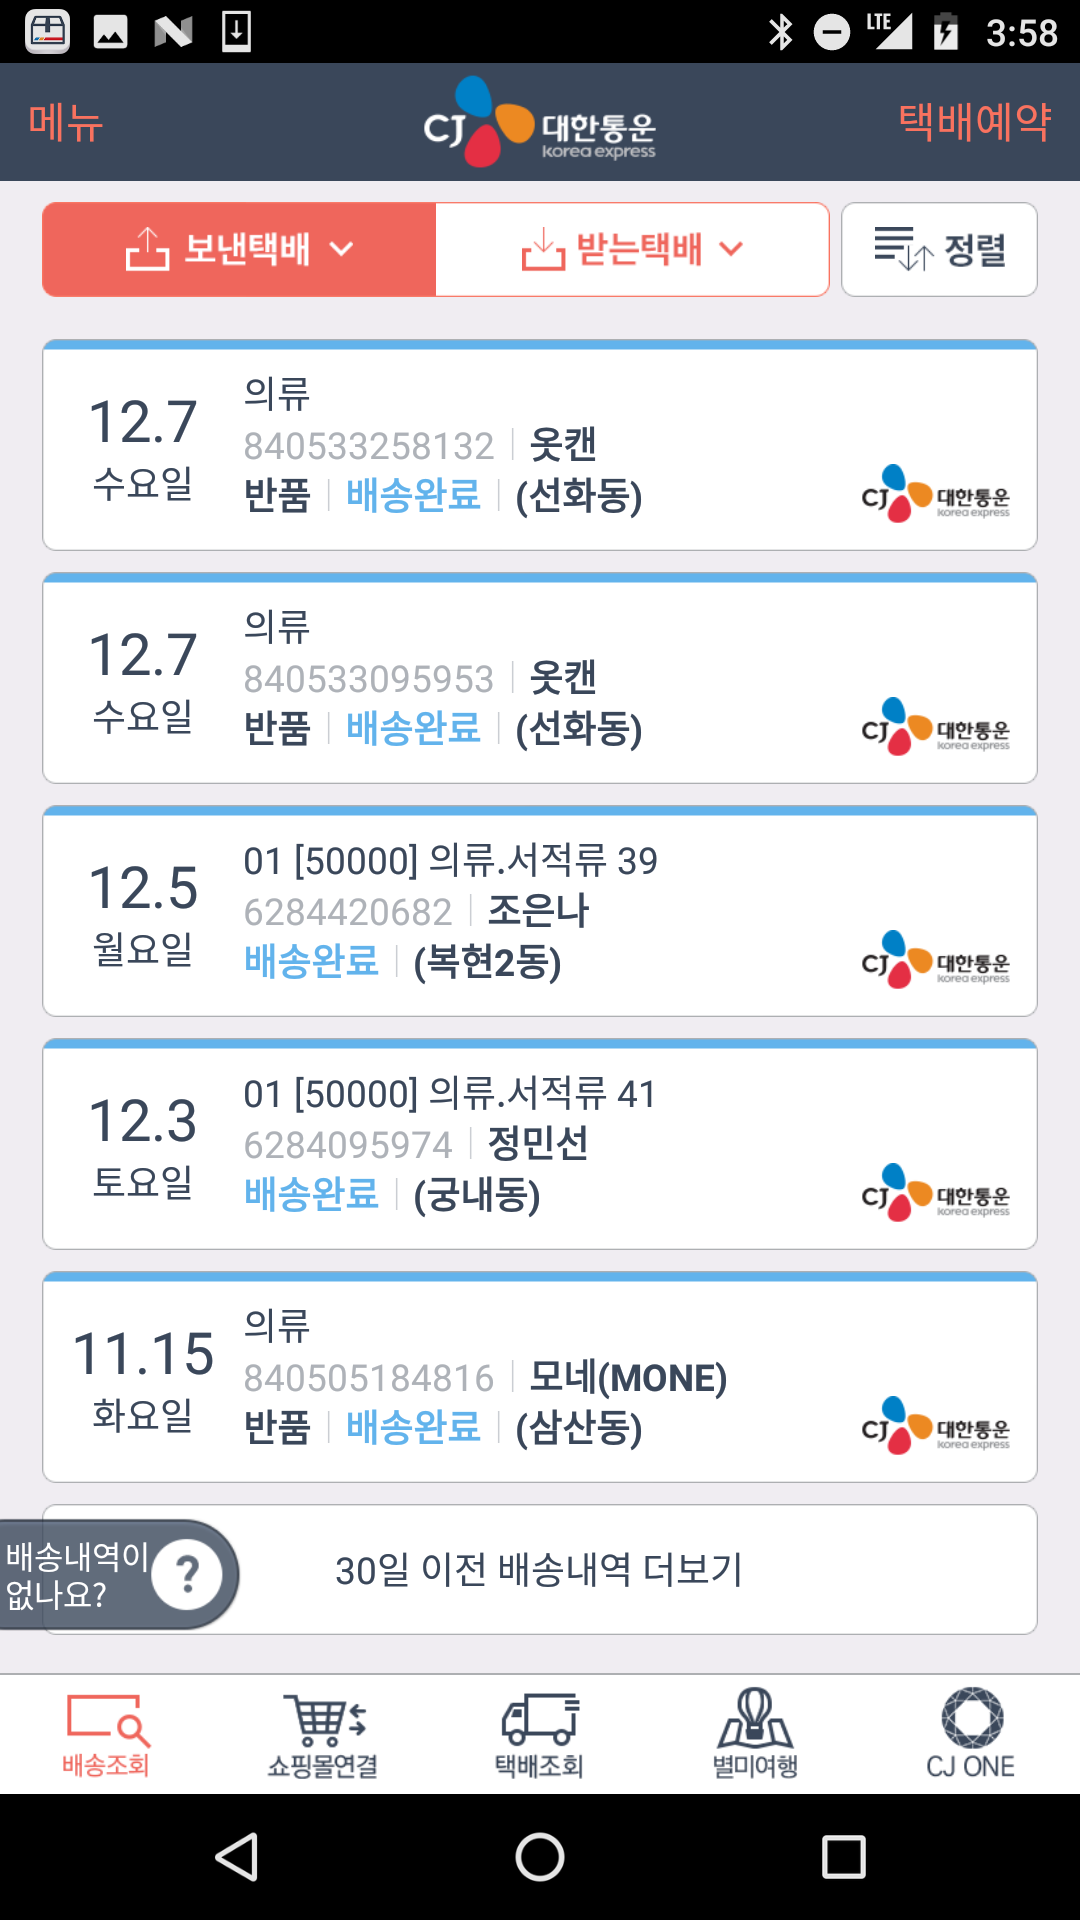 LTE 3:58
메뉴
CJ 대한통운
korea express
택배예약
보낸택배
받는택배
정렬
12.7
수요일
의류
840533258132 옷캔
반품 배송완료 (선화동)
CJ 대한통운
korea express
12.7
수요일
의류
840533095953 옷캔
반품 배송완료 (선화동)
CJ 대한통운
korea express
12.5
월요일
01 [50000] 의류.서적류 39
6284420682 조은나
배송완료 (복현2동)
CJ 대한통운
korea express
12.3
토요일
01 [50000] 의류.서적류 41
6284095974 정민선
배송완료 (궁내동)
CJ 대한통운
korea express
11.15
화요일
의류
840505184816 모네(MONE)
반품 배송완료 (삼산동)
CJ 대한통운
korea express
배송내역이
없나요?
?
30일 이전 배송내역 더보기
배송조회
쇼핑몰연결
택배조회
별미여행
CJ ONE